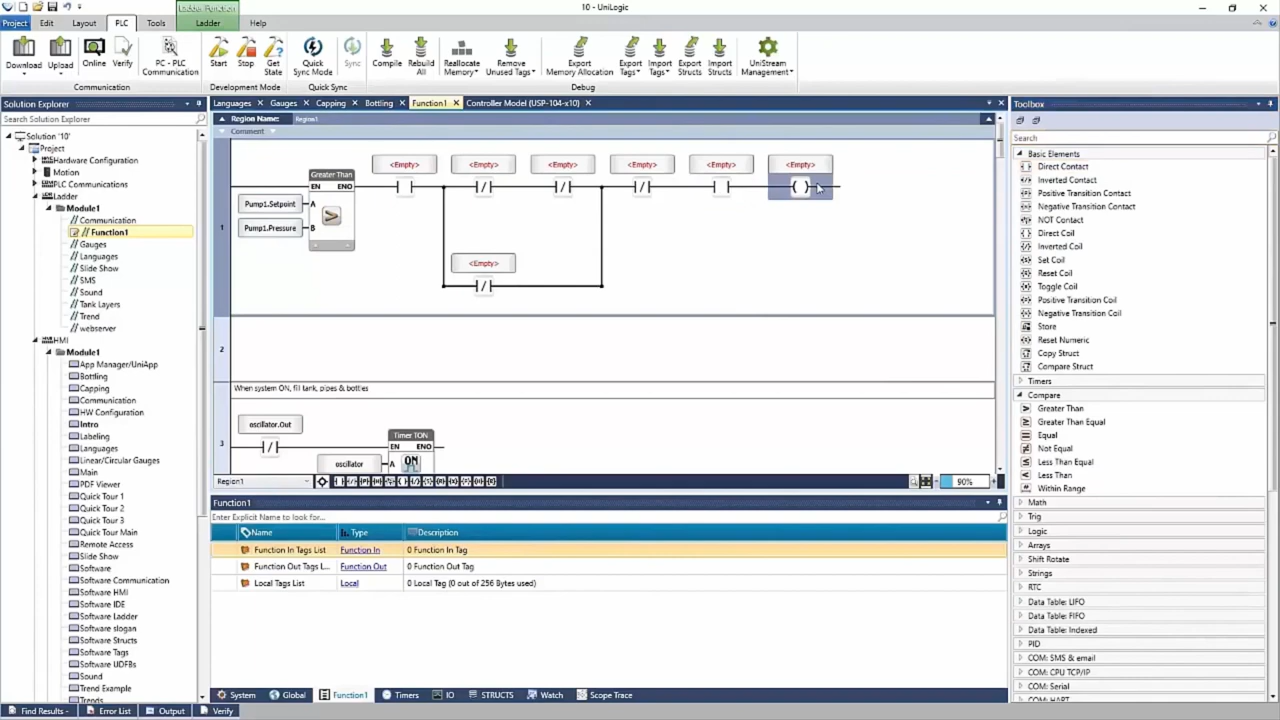 10 - UniLogic
Ladder Function
Project Edit Layout PLC Tools Ladder Help
Download Upload Online Verify PC - PLC Communication Start Stop Get State Quick Sync Mode Sync Compile Rebuild All Reallocate Memory Remove Unused Tags Export Memory Allocation Export Tags Import Tags Export Structs Import Structs UniStream Management
Communication Development Mode Quick Sync Debug
Solution Explorer
Search Solution Explorer
Solution '10'
Project
Hardware Configuration
Motion
PLC Communications
Ladder
Module1
Communication
Function1
Gauges
Languages
Slide Show
SMS
Sound
Tank Layers
Trend
webserver
HMI
Module1
App Manager/UniApp
Bottling
Capping
Communication
HW Configuration
Intro
Labeling
Languages
Linear/Circular Gauges
Main
PDF Viewer
Quick Tour 1
Quick Tour 2
Quick Tour 3
Quick Tour Main
Remote Access
Slide Show
Software
Software Communication
Software HMI
Software IDE
Software Ladder
Software slogan
Software Structs
Software Tags
Software UDFBs
Sound
Trend Example
Trends
Languages Gauges Capping Bottling Function1 Controller Model (USP-104-x10)
Region Name: Region1
Comment
<Empty> <Empty> <Empty> <Empty> <Empty> <Empty>
Greater Than
EN ENO
Pump1.Setpoint A
>
Pump1.Pressure B
1
<Empty>
2
When system ON, fill tank, pipes & bottles
oscillator.Out
Timer TON
EN ENO
3
oscillator A ON
Region1 90%
Function1
Enter Explicit Name to look for...
Name Type Description
Function In Tags List Function In 0 Function In Tag
Function Out Tags L... Function Out 0 Function Out Tag
Local Tags List Local 0 Local Tag (0 out of 256 Bytes used)
System Global Function1 Timers IO STRUCTS Watch Scope Trace
Toolbox
Search
Basic Elements
Direct Contact
Inverted Contact
Positive Transition Contact
Negative Transition Contact
NOT Contact
Direct Coil
Inverted Coil
Set Coil
Reset Coil
Toggle Coil
Positive Transition Coil
Negative Transition Coil
Store
Reset Numeric
Copy Struct
Compare Struct
Timers
Compare
Greater Than
Greater Than Equal
Equal
Not Equal
Less Than Equal
Less Than
Within Range
Math
Trig
Logic
Arrays
Shift Rotate
Strings
RTC
Data Table: LIFO
Data Table: FIFO
Data Table: Indexed
PID
COM: SMS & email
COM: CPU TCP/IP
COM: Serial
COM: HART
Find Results - Error List Output Verify